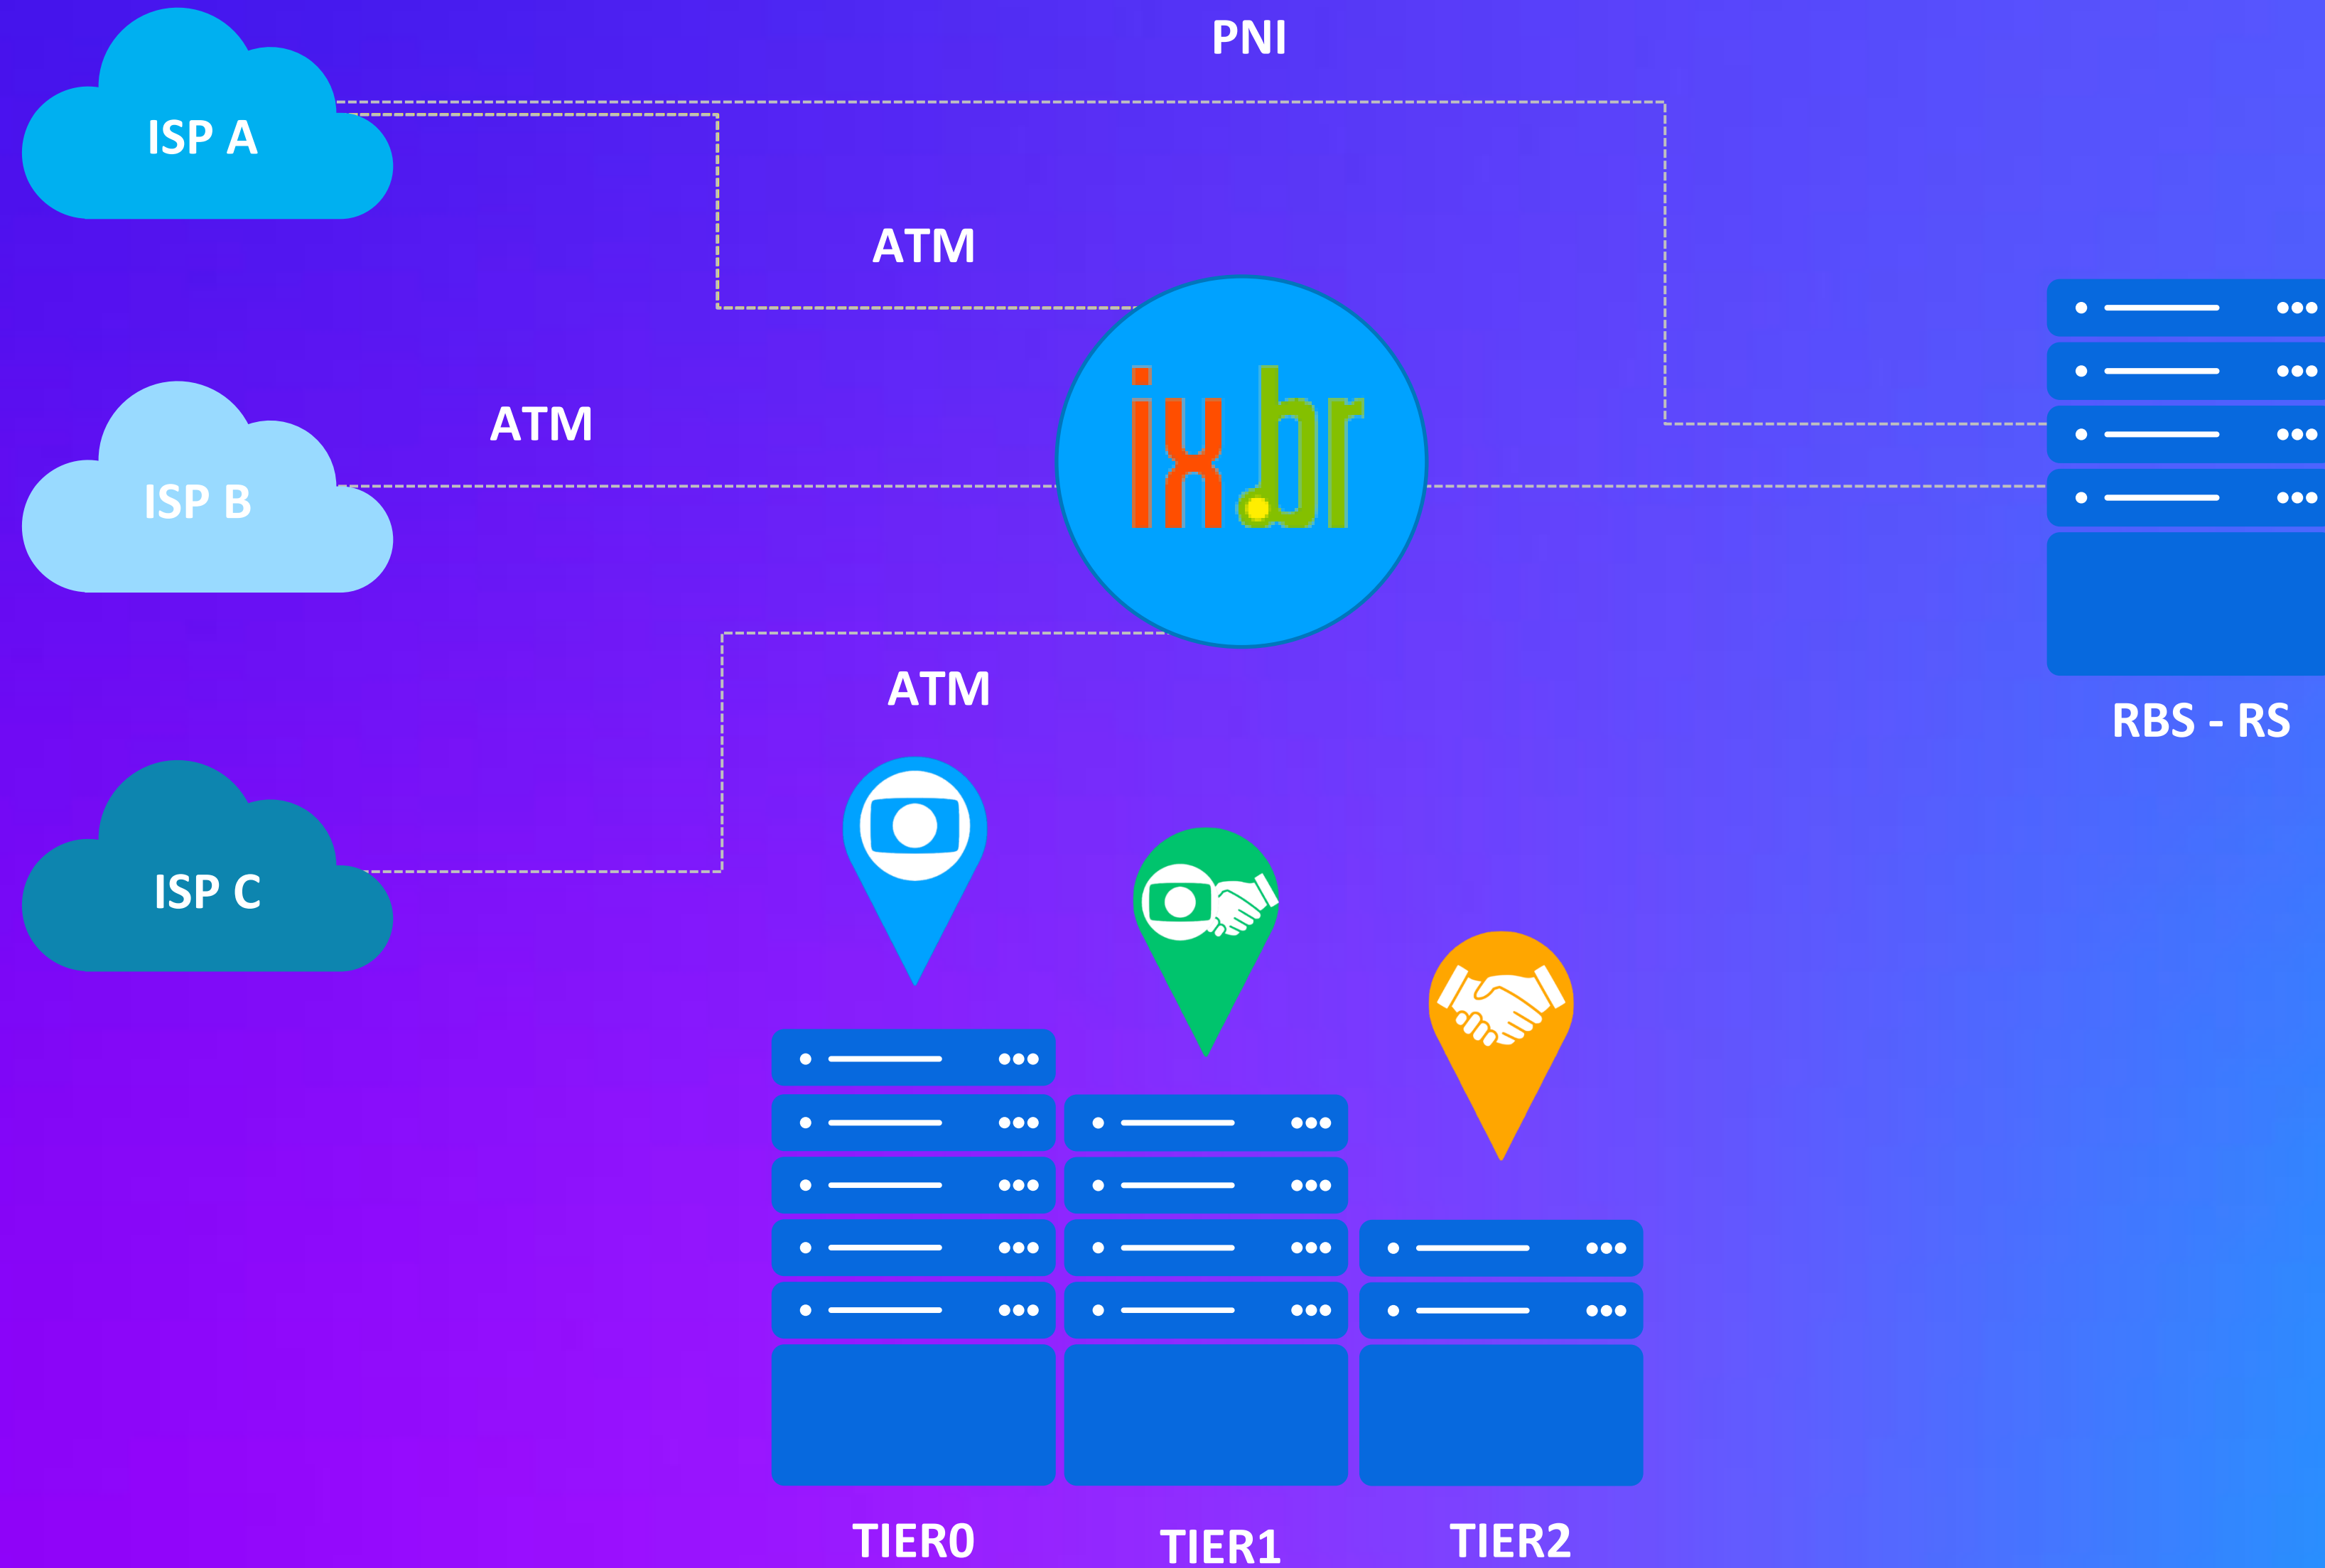 PNI
ISP A
ATM
ix.br
ATM
ISP B
ATM
RBS - RS
ISP C
TIER0
TIER1
TIER2